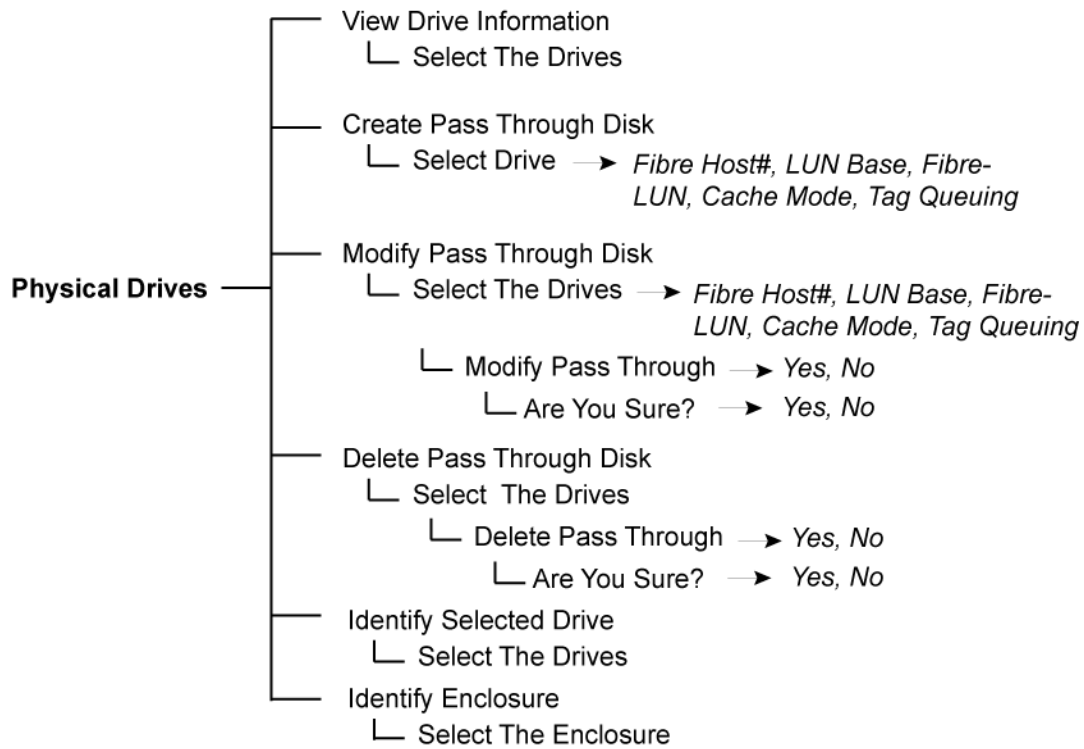 View Drive Information
Select The Drives
Create Pass Through Disk
Select Drive
Fibre Host#, LUN Base, Fibre-
LUN, Cache Mode, Tag Queuing
Modify Pass Through Disk
Physical Drives
Select The Drives
Fibre Host#, LUN Base, Fibre-
LUN, Cache Mode, Tag Queuing
Modify Pass Through
Yes, No
Are You Sure?
Yes, No
Delete Pass Through Disk
Select The Drives
Delete Pass Through
Yes, No
Are You Sure?
Yes, No
Identify Selected Drive
Select The Drives
Identify Enclosure
Select The Enclosure